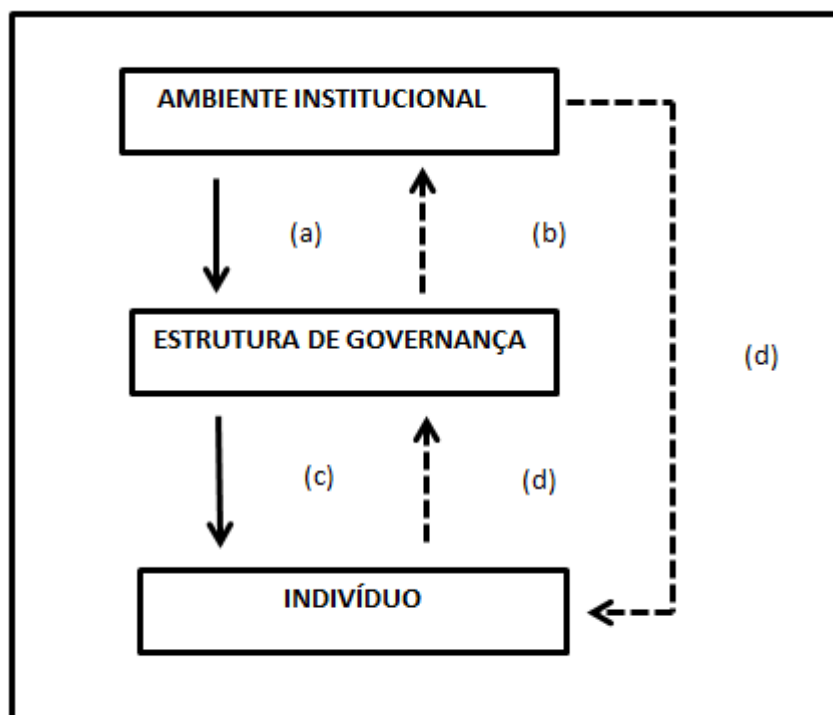 AMBIENTE INSTITUCIONAL
(a)
(b)
ESTRUTURA DE GOVERNANÇA
(d)
(c)
(d)
INDIVÍDUO